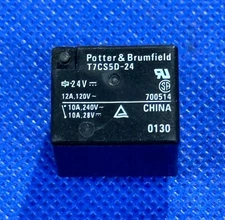 Potter & Brumfield
T7CS5D-24
24V⎓
12A.120V~
700514
10A.240V~
10A.28V⎓
CHINA
0130